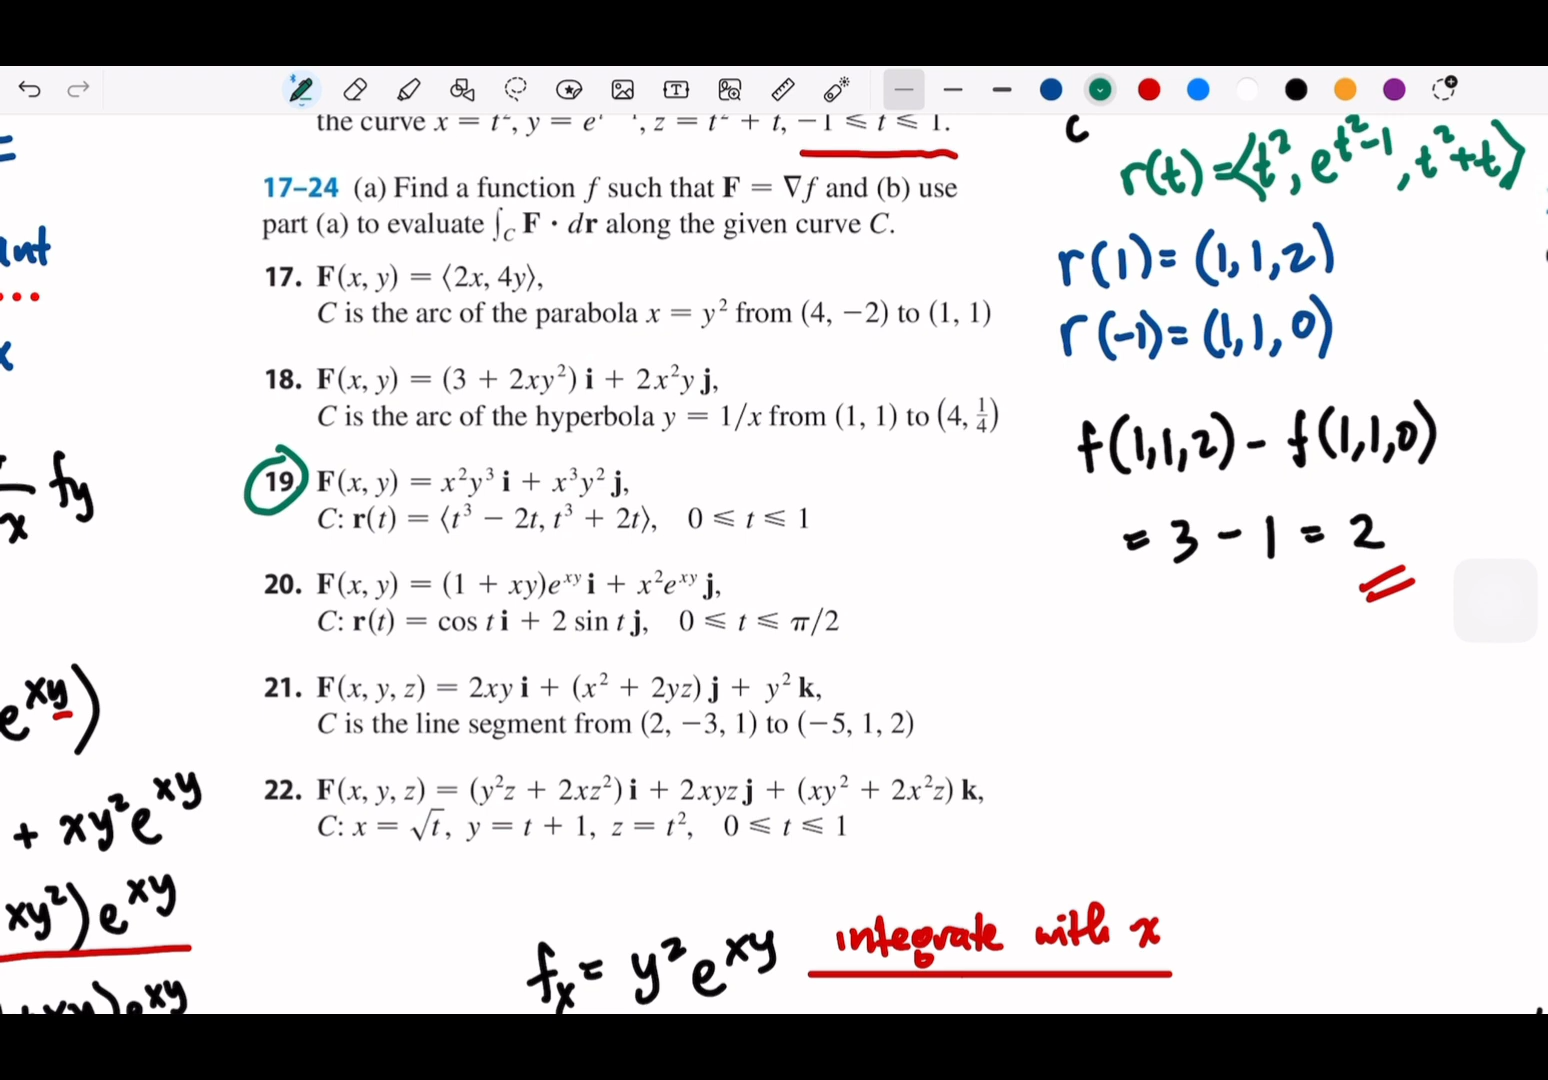 the curve x = t², y = e , z = t² + t, −1 ⩽ t ⩽ 1.
17–24 (a) Find a function f such that F = ∇f and (b) use
part (a) to evaluate ∫_C F · dr along the given curve C.
17. F(x, y) = ⟨2x, 4y⟩,
C is the arc of the parabola x = y² from (4, −2) to (1, 1)
18. F(x, y) = (3 + 2xy²) i + 2x²y j,
C is the arc of the hyperbola y = 1/x from (1, 1) to (4, 1/4)
19. F(x, y) = x²y³ i + x³y² j,
C: r(t) = ⟨t³ − 2t, t³ + 2t⟩, 0 ⩽ t ⩽ 1
20. F(x, y) = (1 + xy)e^{xy} i + x²e^{xy} j,
C: r(t) = cos t i + 2 sin t j, 0 ⩽ t ⩽ π/2
21. F(x, y, z) = 2xy i + (x² + 2yz) j + y² k,
C is the line segment from (2, −3, 1) to (−5, 1, 2)
22. F(x, y, z) = (y²z + 2xz²) i + 2xyz j + (xy² + 2x²z) k,
C: x = √t, y = t + 1, z = t², 0 ⩽ t ⩽ 1
C
r(t) = ⟨t², e^{t²-1}, t²+t⟩
r(1) = (1, 1, 2)
r(-1) = (1, 1, 0)
f(1,1,2) - f(1,1,0)
= 3 - 1 = 2
=
ant
x
fy
x
e^{xy})
+ xy²e^{xy}
xy²)e^{xy}
f_x = y²e^{xy} integrate with x